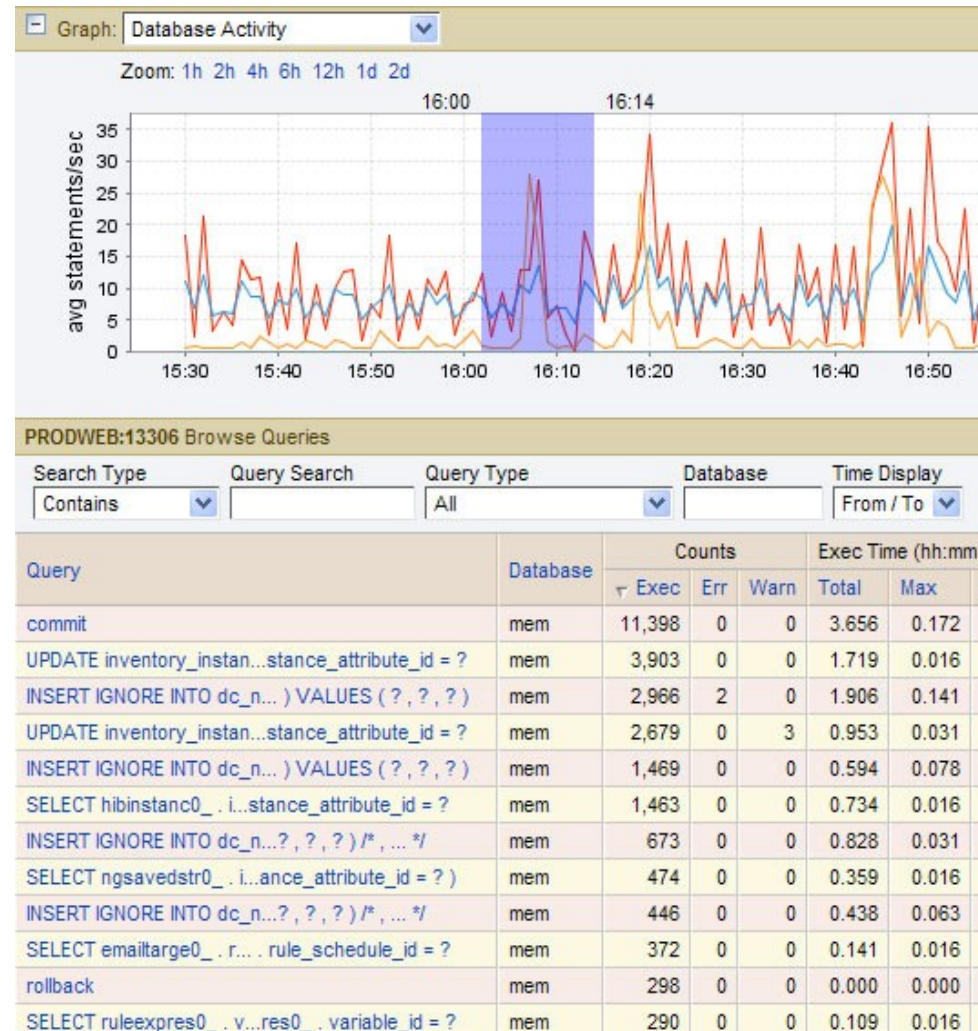 Graph: Database Activity
Zoom: 1h 2h 4h 6h 12h 1d 2d
16:00 16:14
avg statements/sec
35
30
25
20
15
10
5
0
15:30 15:40 15:50 16:00 16:10 16:20 16:30 16:40 16:50
PRODWEB:13306 Browse Queries
Search Type Query Search Query Type Database Time Display
Contains All From / To
Query Database Counts Exec Time (hh:mm
Exec Err Warn Total Max
commit mem 11,398 0 0 3.656 0.172
UPDATE inventory_instan...stance_attribute_id = ? mem 3,903 0 0 1.719 0.016
INSERT IGNORE INTO dc_n... ) VALUES ( ? , ? , ? ) mem 2,966 2 0 1.906 0.141
UPDATE inventory_instan...stance_attribute_id = ? mem 2,679 0 3 0.953 0.031
INSERT IGNORE INTO dc_n... ) VALUES ( ? , ? , ? ) mem 1,469 0 0 0.594 0.078
SELECT hibinstanc0_ . i...stance_attribute_id = ? mem 1,463 0 0 0.734 0.016
INSERT IGNORE INTO dc_n...? , ? , ? ) /* , ... */ mem 673 0 0 0.828 0.031
SELECT ngsavedstr0_ . i...ance_attribute_id = ? ) mem 474 0 0 0.359 0.016
INSERT IGNORE INTO dc_n...? , ? , ? ) /* , ... */ mem 446 0 0 0.438 0.063
SELECT emailtarge0_ . r... . rule_schedule_id = ? mem 372 0 0 0.141 0.016
rollback mem 298 0 0 0.000 0.000
SELECT ruleexpres0_ . v...res0_ . variable_id = ? mem 290 0 0 0.109 0.016